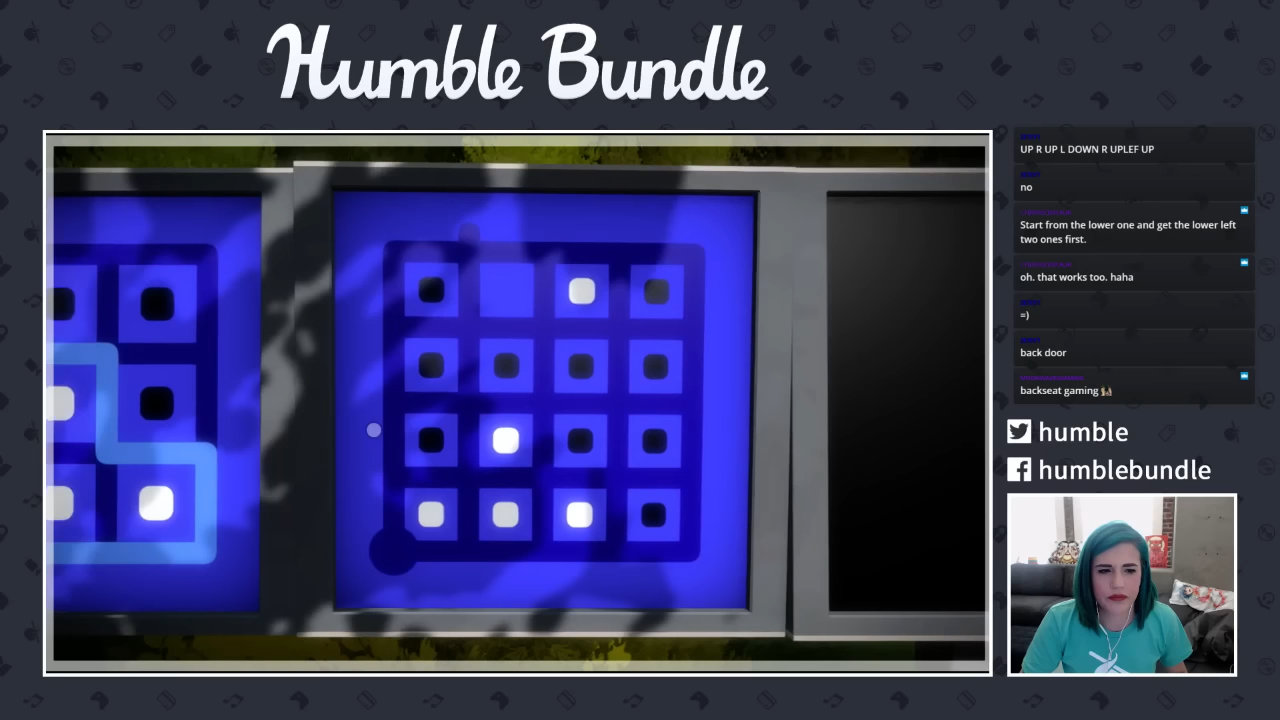 Humble Bundle
UP R UP L DOWN R UPLEF UP
no
Start from the lower one and get the lower left
two ones first.
oh. that works too. haha
=)
back door
backseat gaming
humble
humblebundle